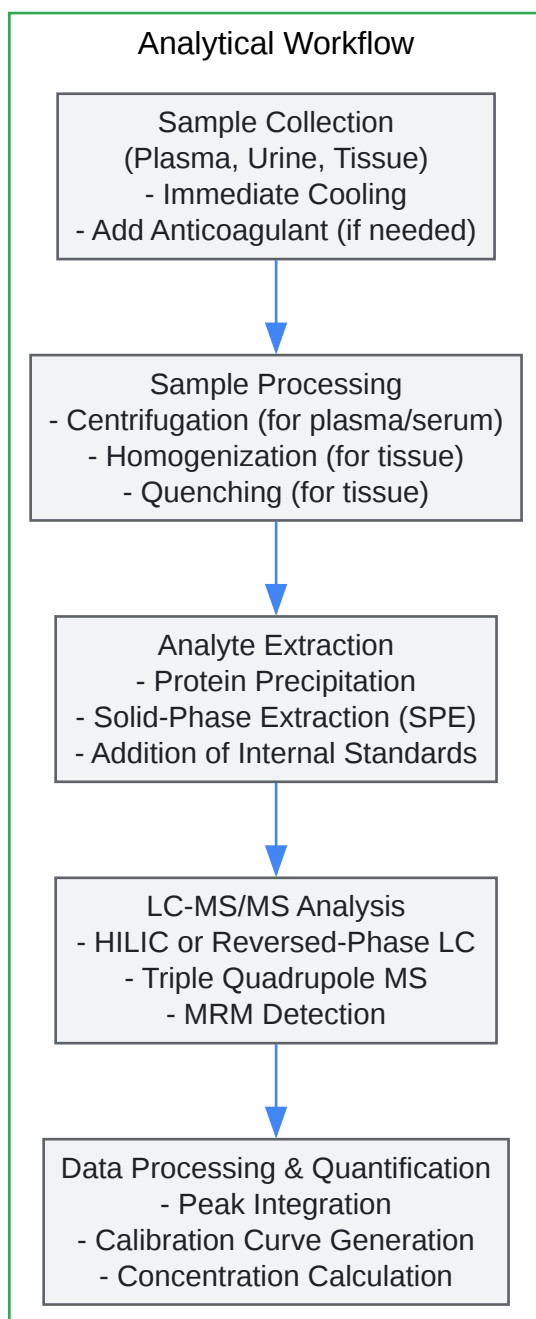 Analytical Workflow
Sample Collection
(Plasma, Urine, Tissue)
- Immediate Cooling
- Add Anticoagulant (if needed)
Sample Processing
- Centrifugation (for plasma/serum)
- Homogenization (for tissue)
- Quenching (for tissue)
Analyte Extraction
- Protein Precipitation
- Solid-Phase Extraction (SPE)
- Addition of Internal Standards
LC-MS/MS Analysis
- HILIC or Reversed-Phase LC
- Triple Quadrupole MS
- MRM Detection
Data Processing & Quantification
- Peak Integration
- Calibration Curve Generation
- Concentration Calculation